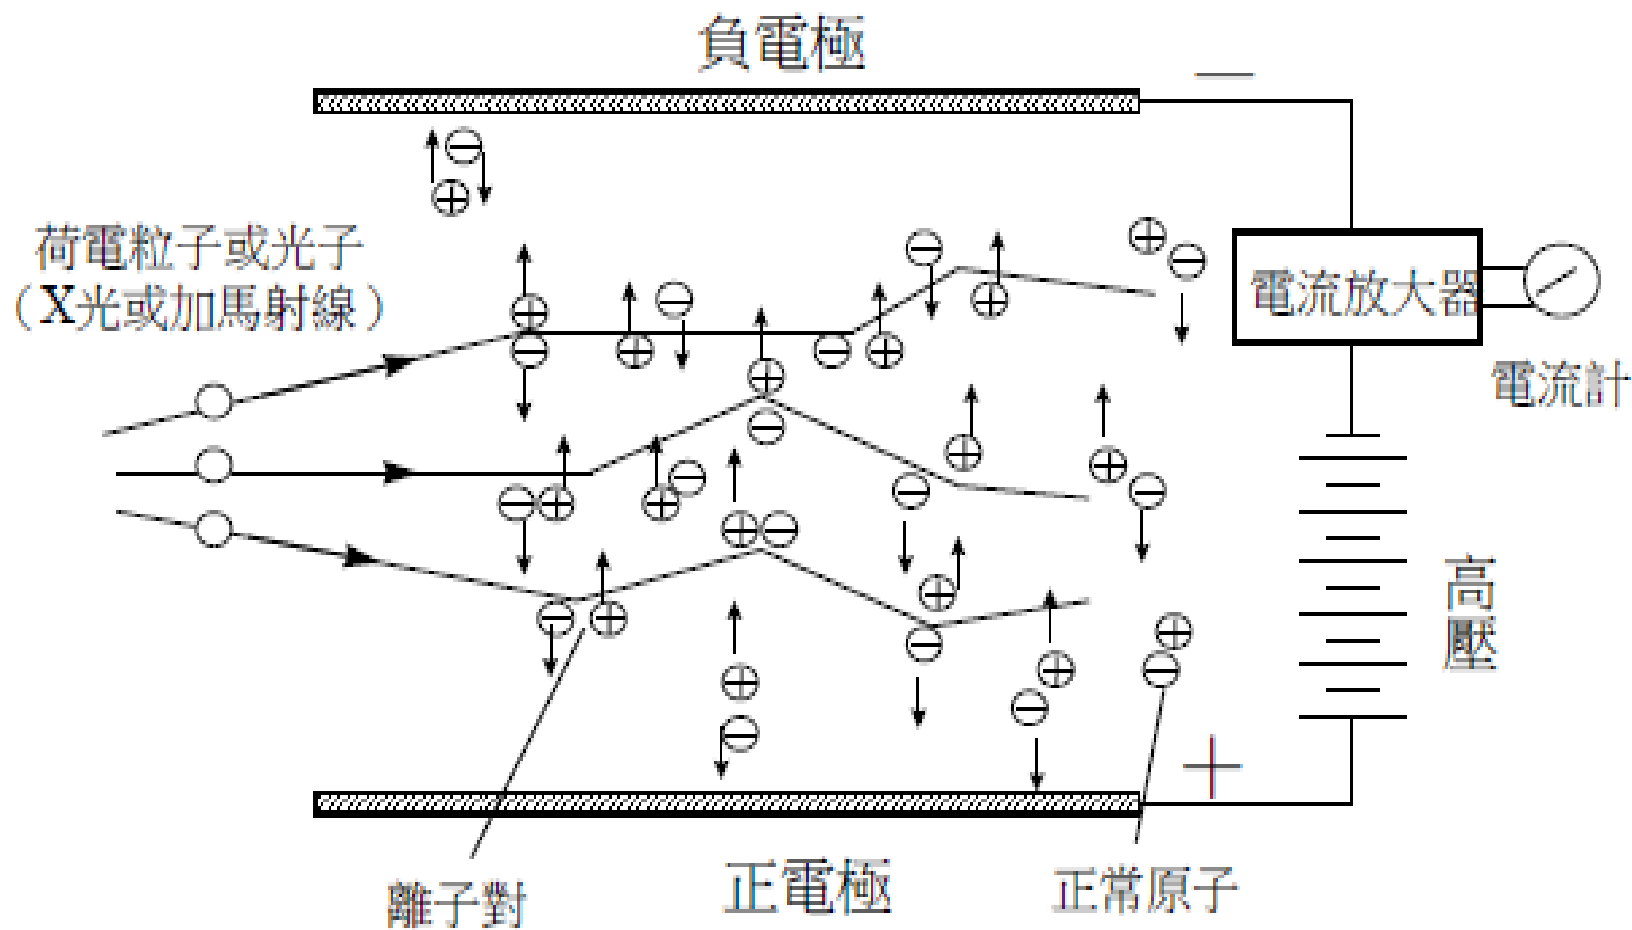 負電極
—
荷電粒子或光子
（X光或加馬射線）
電流放大器
電流計
高
壓
+
離子對
正電極
正常原子